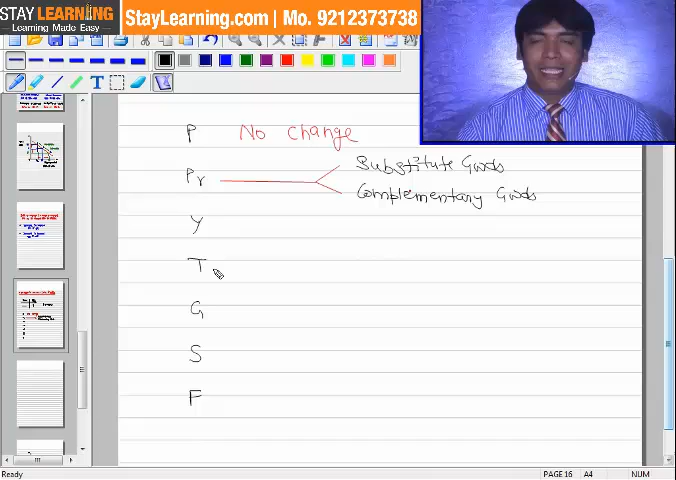 STAY LEARNING
Learning Made Easy
StayLearning.com | Mo. 9212373738
P No Change
Pr Substitute Goods
Complementary Goods
Y
T
G
S
F
Ready PAGE 16 A4 NUM